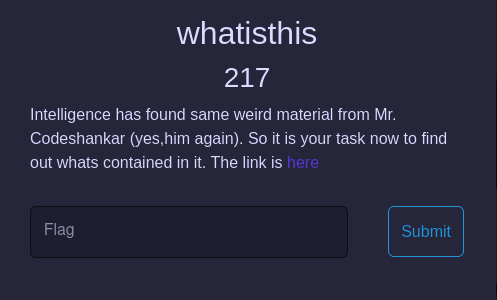 whatisthis
217
Intelligence has found same weird material from Mr.
Codeshankar (yes,him again). So it is your task now to find
out whats contained in it. The link is here
Flag
Submit